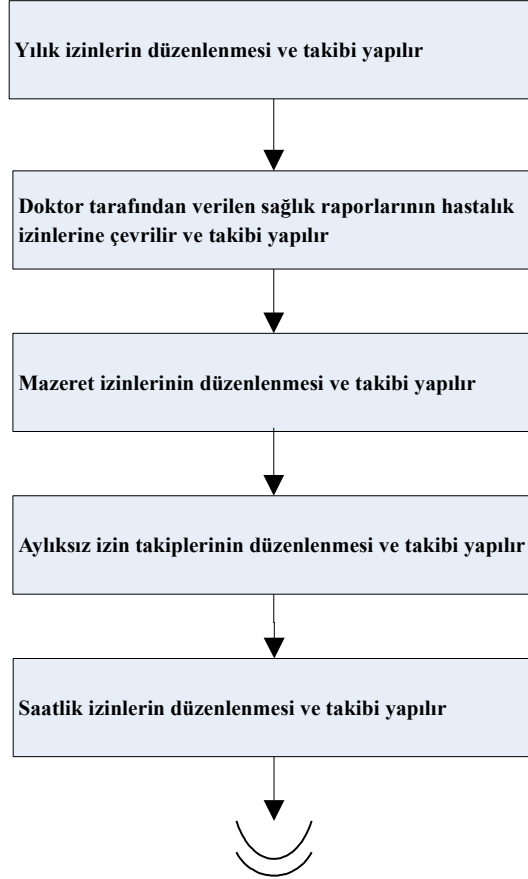 Yılık izinlerin düzenlenmesi ve takibi yapılır
Doktor tarafından verilen sağlık raporlarının hastalık
izinlerine çevrilir ve takibi yapılır
Mazeret izinlerinin düzenlenmesi ve takibi yapılır
Aylıksız izin takiplerinin düzenlenmesi ve takibi yapılır
Saatlik izinlerin düzenlenmesi ve takibi yapılır